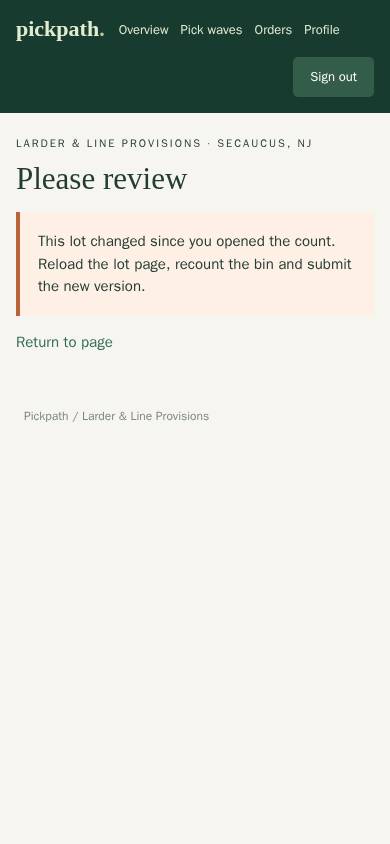 pickpath. Overview Pick waves Orders Profile
Sign out
LARDER & LINE PROVISIONS · SECAUCUS, NJ
Please review
This lot changed since you opened the count.
Reload the lot page, recount the bin and submit
the new version.
Return to page
Pickpath / Larder & Line Provisions